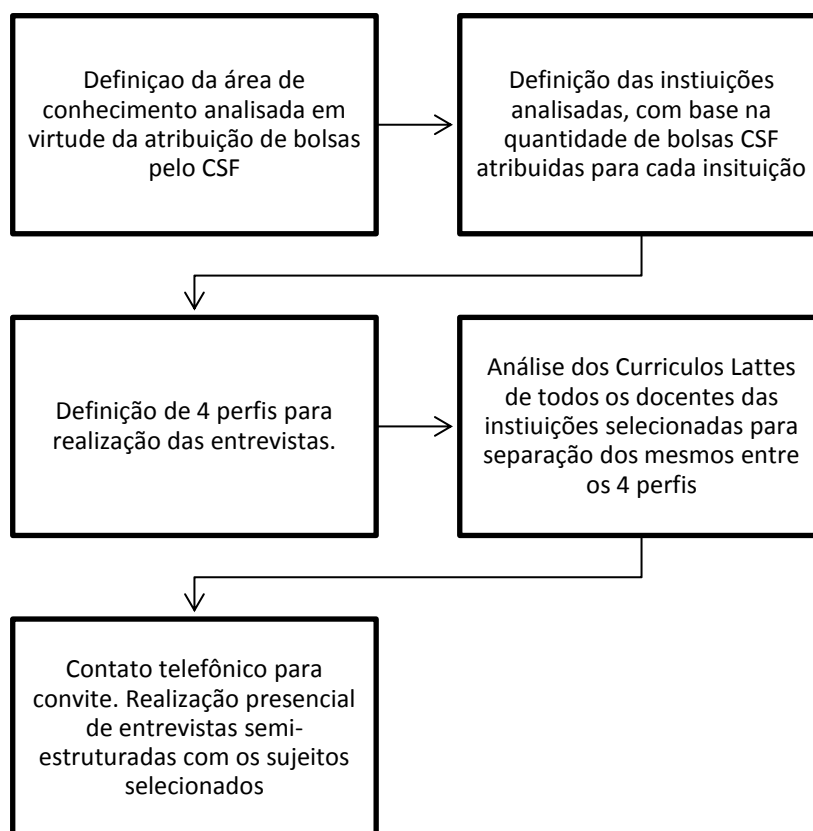 Definiçao da área de
conhecimento analisada em
virtude da atribuição de bolsas
pelo CSF
Definição das instiuições
analisadas, com base na
quantidade de bolsas CSF
atribuidas para cada insituição
Definição de 4 perfis para
realização das entrevistas.
Análise dos Curriculos Lattes
de todos os docentes das
instiuições selecionadas para
separação dos mesmos entre
os 4 perfis
Contato telefônico para
convite. Realização presencial
de entrevistas semi-
estruturadas com os sujeitos
selecionados